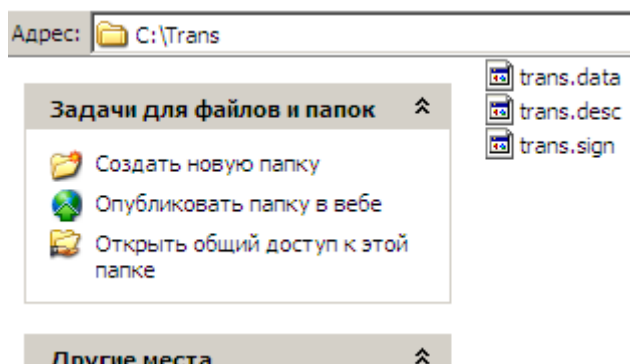 Адрес: C:\Trans
Задачи для файлов и папок
Создать новую папку
Опубликовать папку в вебе
Открыть общий доступ к этой
папке
Другие места
trans.data
trans.desc
trans.sign